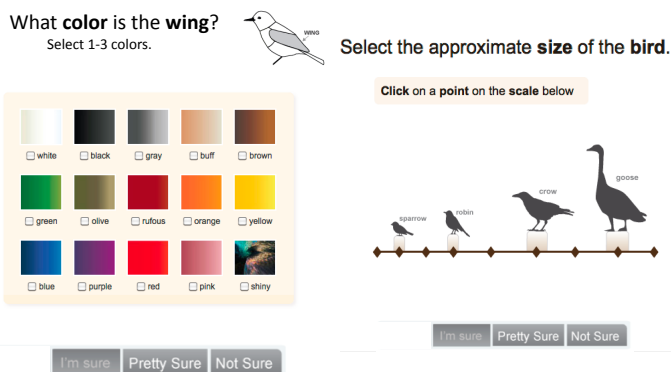 What color is the wing?
Select 1-3 colors.
WING
white black gray buff brown
green olive rufous orange yellow
blue purple red pink shiny
I'm sure Pretty Sure Not Sure
Select the approximate size of the bird.
Click on a point on the scale below
sparrow robin crow goose
I'm sure Pretty Sure Not Sure